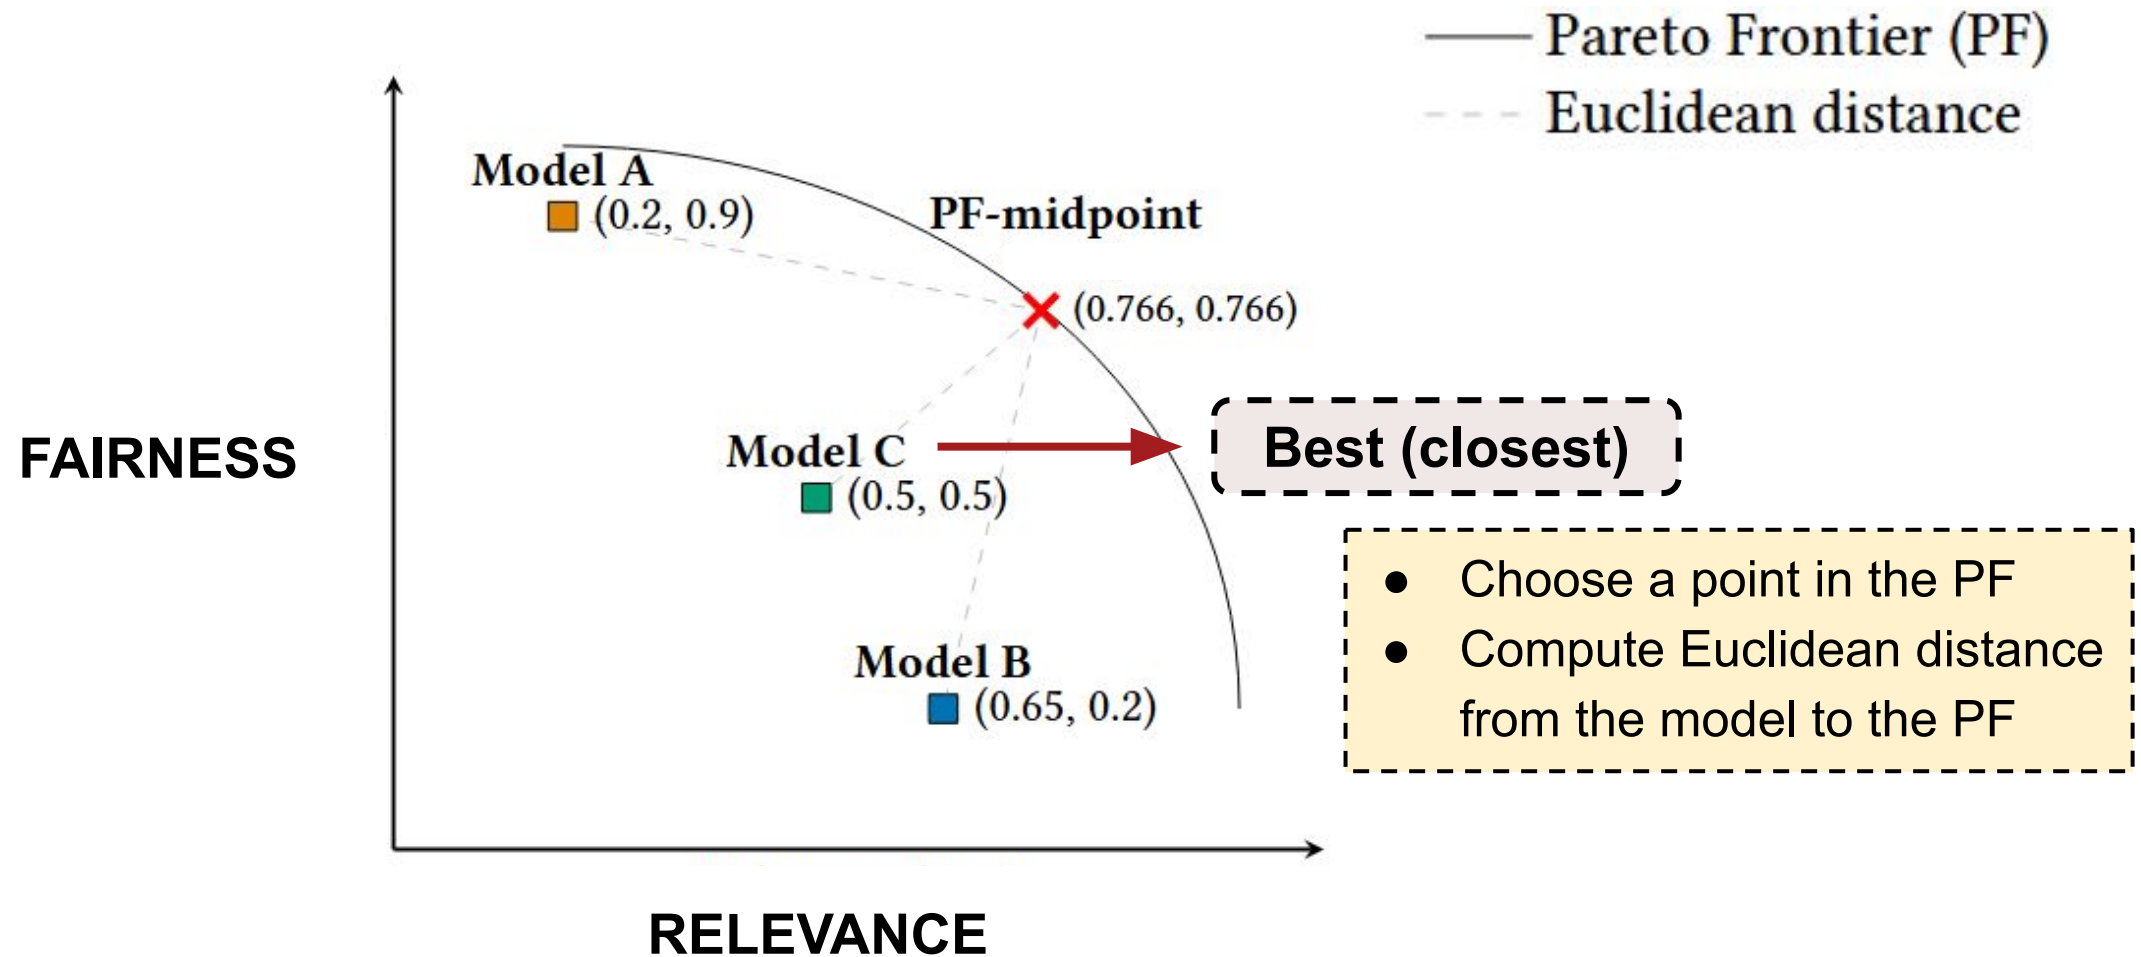 Pareto Frontier (PF)
Euclidean distance
Model A
(0.2, 0.9)
PF-midpoint
(0.766, 0.766)
FAIRNESS
Model C
(0.5, 0.5)
Best (closest)
● Choose a point in the PF
● Compute Euclidean distance
from the model to the PF
Model B
(0.65, 0.2)
RELEVANCE